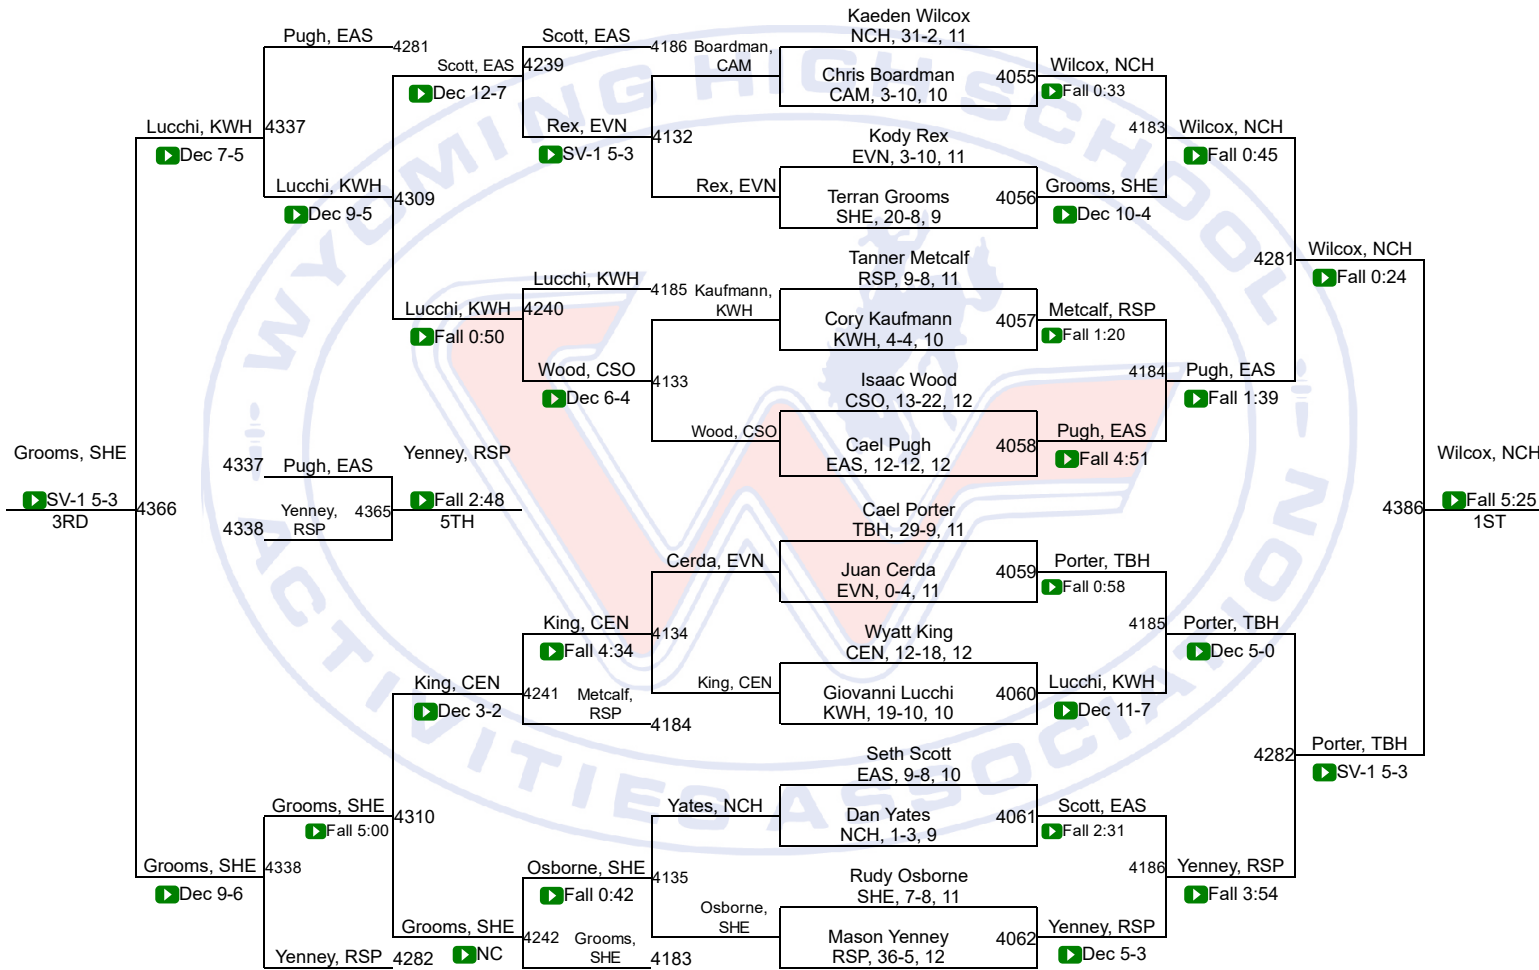 Kaeden Wilcox
Pugh, EAS
Scott, EAS
4281
4186
Boardman,
CAM
NCH, 31-2, 11
Scott, EAS
4239
Chris Boardman
4055
Wilcox, NCH
Dec 12-7
CAM, 3-10, 10
Fall 0:33
Lucchi, KWH
4337
Rex, EVN
4132
Kody Rex
4183
Wilcox, NCH
Dec 7-5
SV-1 5-3
EVN, 3-10, 11
Fall 0:45
Lucchi, KWH
4309
Rex, EVN
Terran Grooms
4056
Grooms, SHE
Dec 9-5
SHE, 20-8, 9
Dec 10-4
Tanner Metcalf
4281
Wilcox, NCH
Lucchi, KWH
4185
Kaufmann,
KWH
RSP, 9-8, 11
Fall 0:24
Lucchi, KWH
4240
Cory Kaufmann
4057
Metcalf, RSP
Fall 0:50
KWH, 4-4, 10
Fall 1:20
Wood, CSO
4133
Isaac Wood
4184
Pugh, EAS
Dec 6-4
CSO, 13-22, 12
Fall 1:39
Wood, CSO
Cael Pugh
4058
Pugh, EAS
EAS, 12-12, 12
Fall 4:51
Grooms, SHE
4337
Pugh, EAS
Yenney, RSP
Wilcox, NCH
SV-1 5-3
4366
Yenney,
RSP
4365
Fall 2:48
4386
Fall 5:25
3RD
4338
5TH
1ST
Cael Porter
TBH, 29-9, 11
Cerda, EVN
Juan Cerda
4059
Porter, TBH
EVN, 0-4, 11
Fall 0:58
King, CEN
4134
Wyatt King
4185
Porter, TBH
Fall 4:34
CEN, 12-18, 12
Dec 5-0
King, CEN
4241
Metcalf,
RSP
King, CEN
Giovanni Lucchi
4060
Lucchi, KWH
Dec 3-2
4184
KWH, 19-10, 10
Dec 11-7
Seth Scott
4282
Porter, TBH
EAS, 9-8, 10
SV-1 5-3
Grooms, SHE
4310
Yates, NCH
Dan Yates
4061
Scott, EAS
Fall 5:00
NCH, 1-3, 9
Fall 2:31
Grooms, SHE
4338
Osborne, SHE
4135
Rudy Osborne
4186
Yenney, RSP
Dec 9-6
Fall 0:42
SHE, 7-8, 11
Fall 3:54
Grooms, SHE
4242
Grooms,
SHE
Osborne,
SHE
Mason Yenney
4062
Yenney, RSP
Yenney, RSP
4282
NC
4183
RSP, 36-5, 12
Dec 5-3
WYOMING HIGH SCHOOL
ACTIVITIES ASSOCIATION